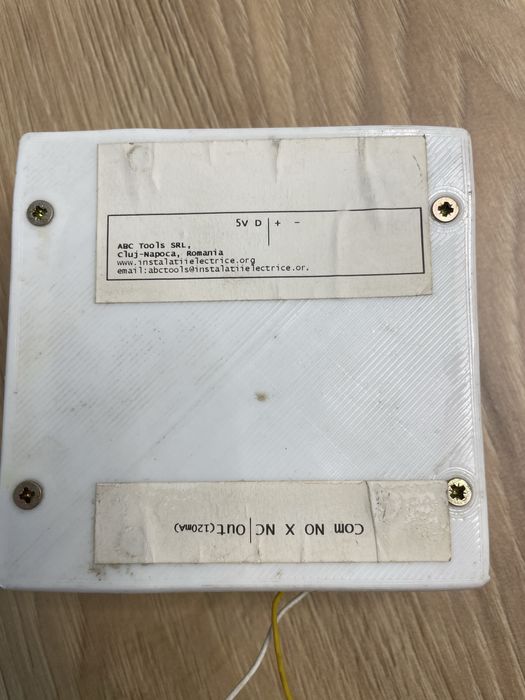 5V D | + -
ABC Tools SRL,
Cluj-Napoca, Romania
www.instalatiielectrice.org
email:abctools@instalatiielectrice.or.
Com NO X NC | Out(120mA)